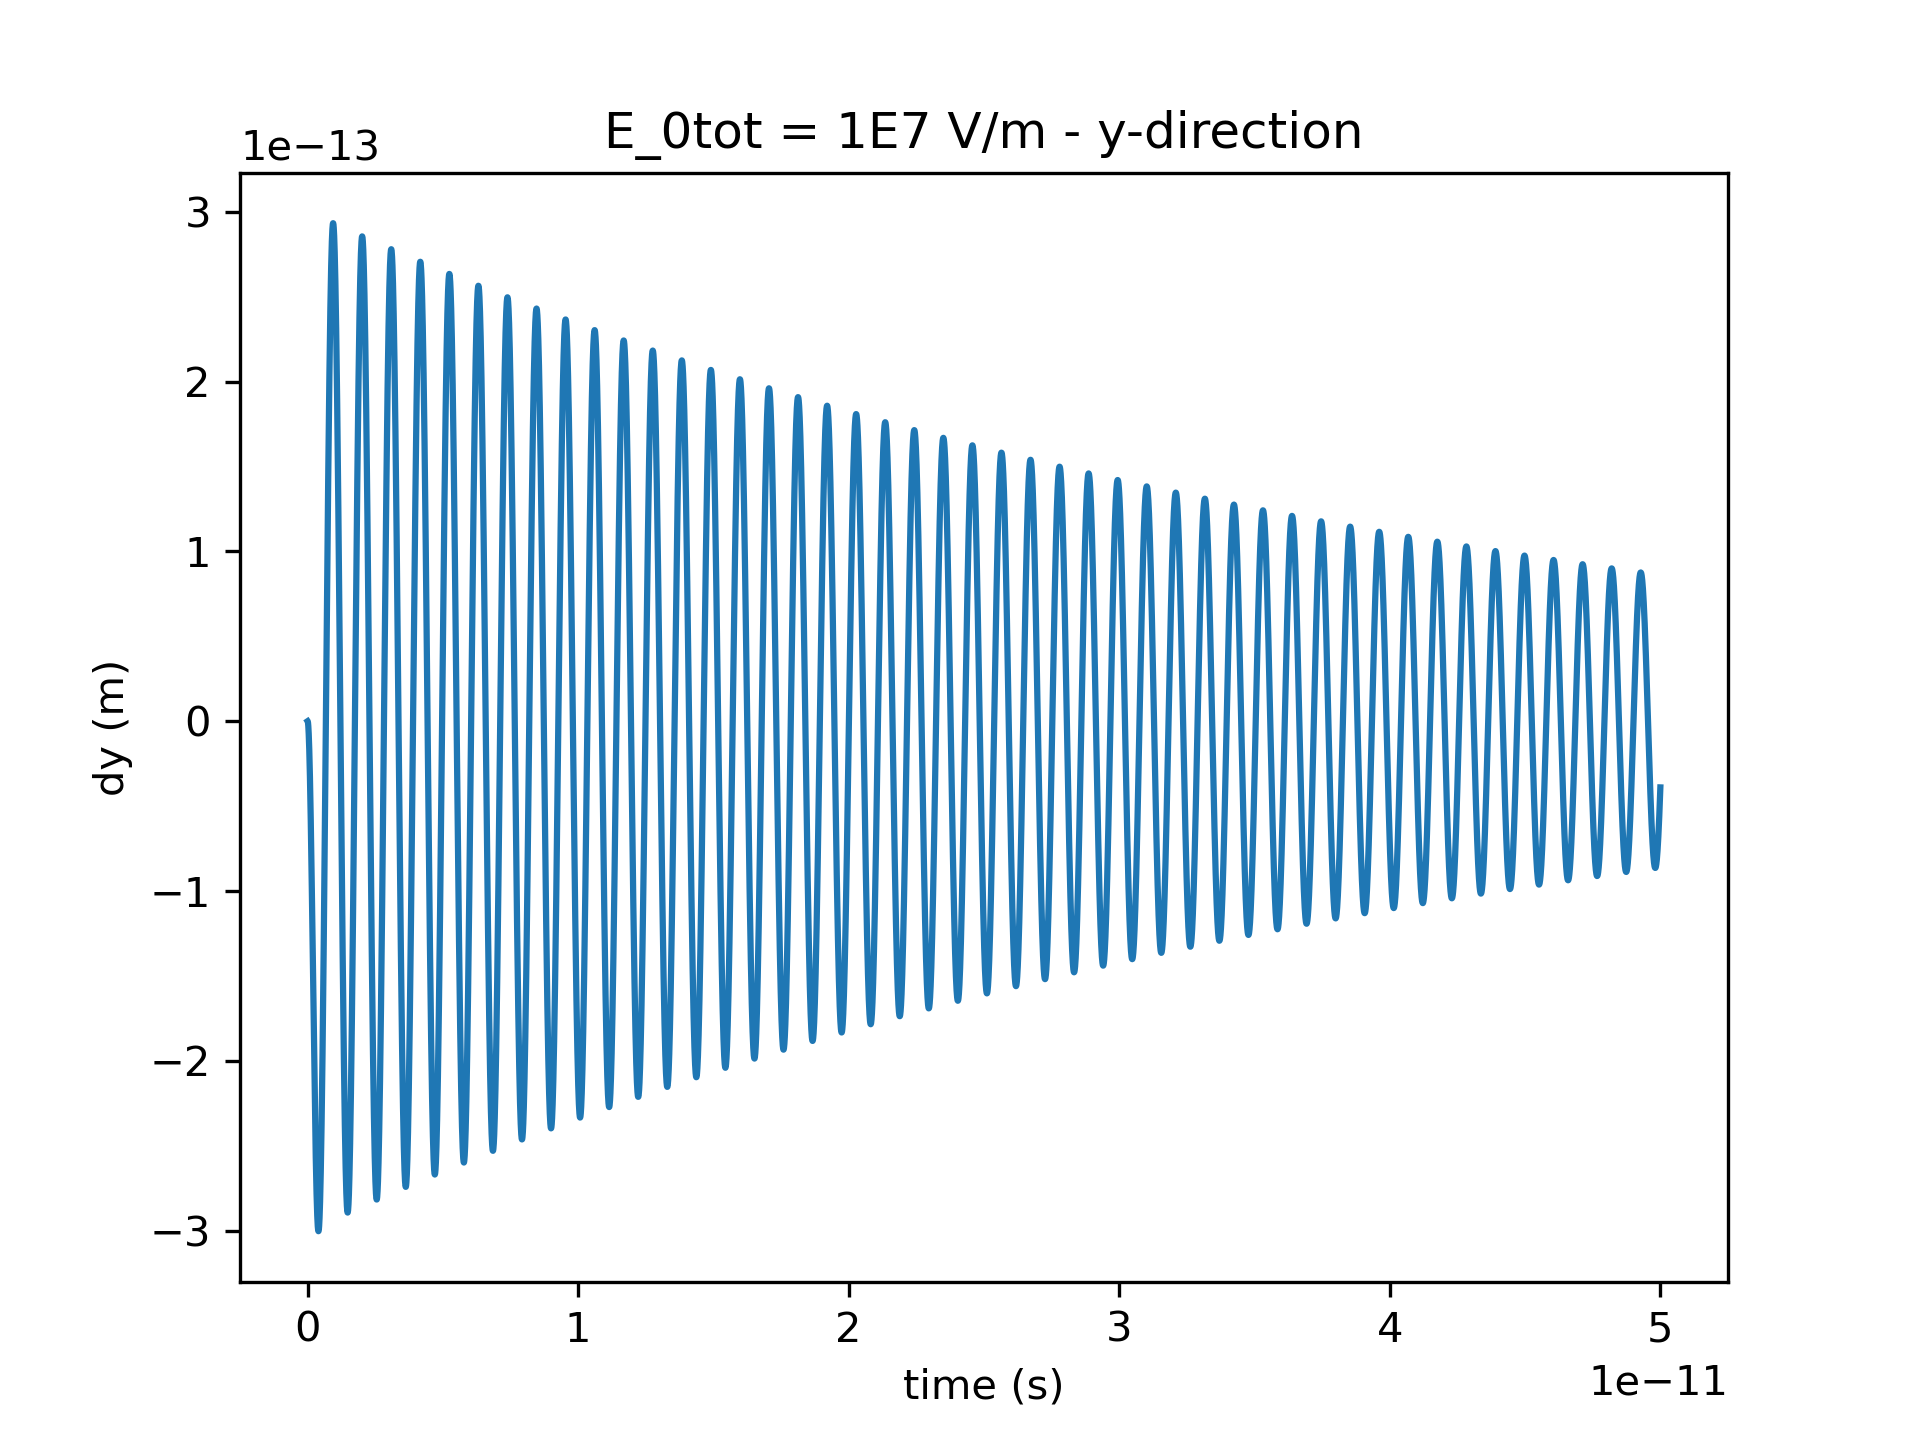 E_0tot = 1E7 V/m - y-direction
1e−13
3
2
1
0
−1
−2
−3
dy (m)
0 1 2 3 4 5
1e−11
time (s)